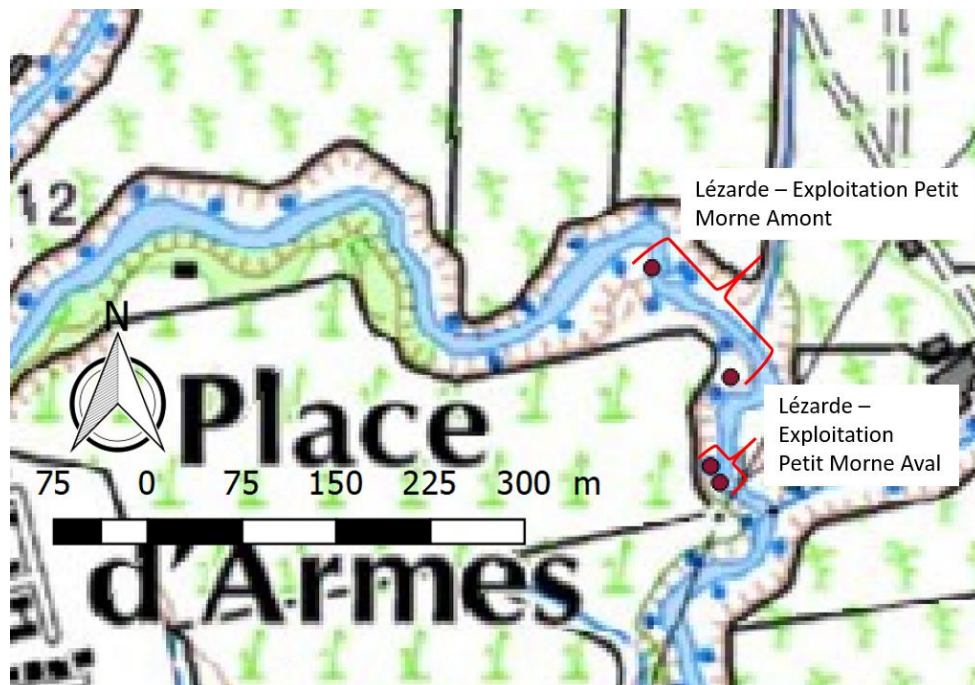 Lézarde – Exploitation Petit
Morne Amont
12
N
Place
Lézarde –
Exploitation
Petit Morne Aval
75 0 75 150 225 300 m
d'Armes